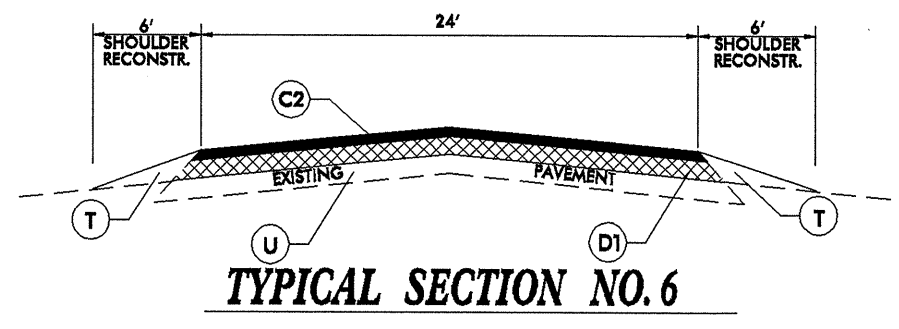 6' 24' 6'
SHOULDER RECONSTR.
SHOULDER RECONSTR.
C2
EXISTING PAVEMENT
T
U
D1
T
TYPICAL SECTION NO. 6